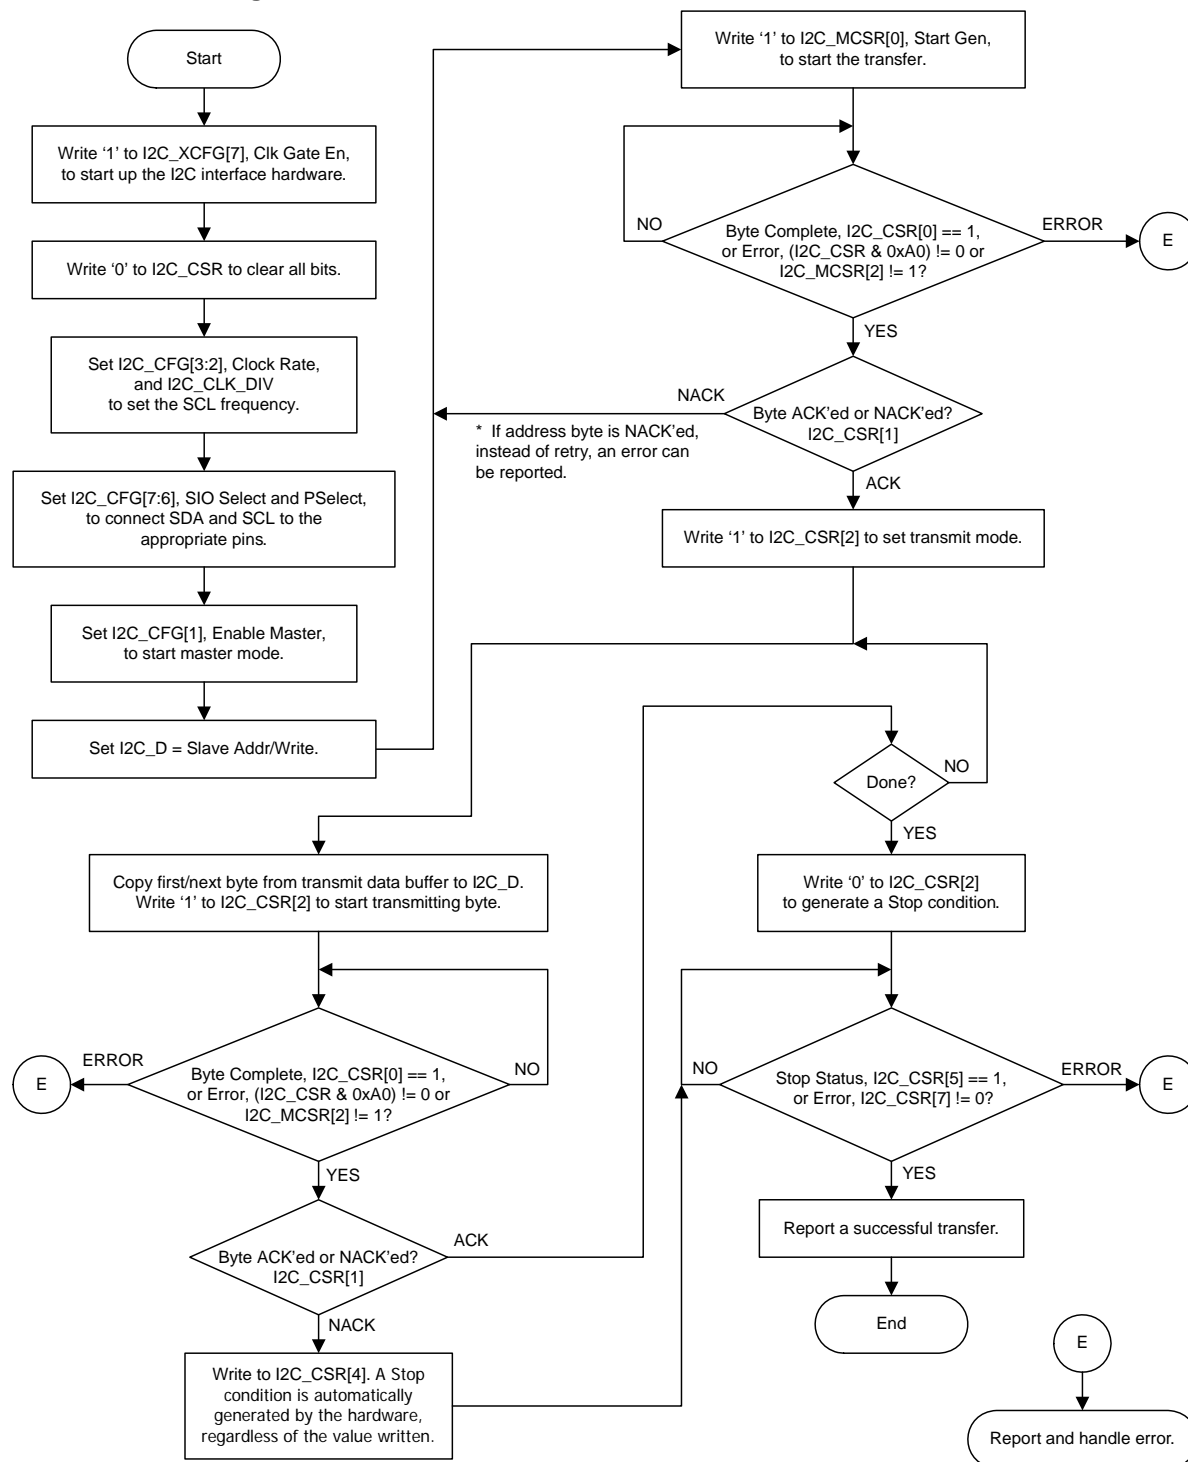 Start
Write ‘1’ to I2C_XCFG[7], Clk Gate En,
to start up the I2C interface hardware.
Write ‘0’ to I2C_CSR to clear all bits.
Set I2C_CFG[3:2], Clock Rate,
and I2C_CLK_DIV
to set the SCL frequency.
Set I2C_CFG[7:6], SIO Select and PSelect,
to connect SDA and SCL to the
appropriate pins.
Set I2C_CFG[1], Enable Master,
to start master mode.
Set I2C_D = Slave Addr/Write.
Write ‘1’ to I2C_MCSR[0], Start Gen,
to start the transfer.
NO
Byte Complete, I2C_CSR[0] == 1,
or Error, (I2C_CSR & 0xA0) != 0 or
I2C_MCSR[2] != 1?
ERROR
E
YES
NACK
Byte ACK’ed or NACK’ed?
I2C_CSR[1]
* If address byte is NACK’ed,
instead of retry, an error can
be reported.
ACK
Write ‘1’ to I2C_CSR[2] to set transmit mode.
Done?
NO
YES
Copy first/next byte from transmit data buffer to I2C_D.
Write ‘1’ to I2C_CSR[2] to start transmitting byte.
Write ‘0’ to I2C_CSR[2]
to generate a Stop condition.
E
ERROR
Byte Complete, I2C_CSR[0] == 1,
or Error, (I2C_CSR & 0xA0) != 0 or
I2C_MCSR[2] != 1?
NO
YES
NO
Stop Status, I2C_CSR[5] == 1,
or Error, I2C_CSR[7] != 0?
ERROR
E
YES
Byte ACK’ed or NACK’ed?
I2C_CSR[1]
ACK
NACK
Report a successful transfer.
End
Write to I2C_CSR[4]. A Stop
condition is automatically
generated by the hardware,
regardless of the value written.
E
Report and handle error.